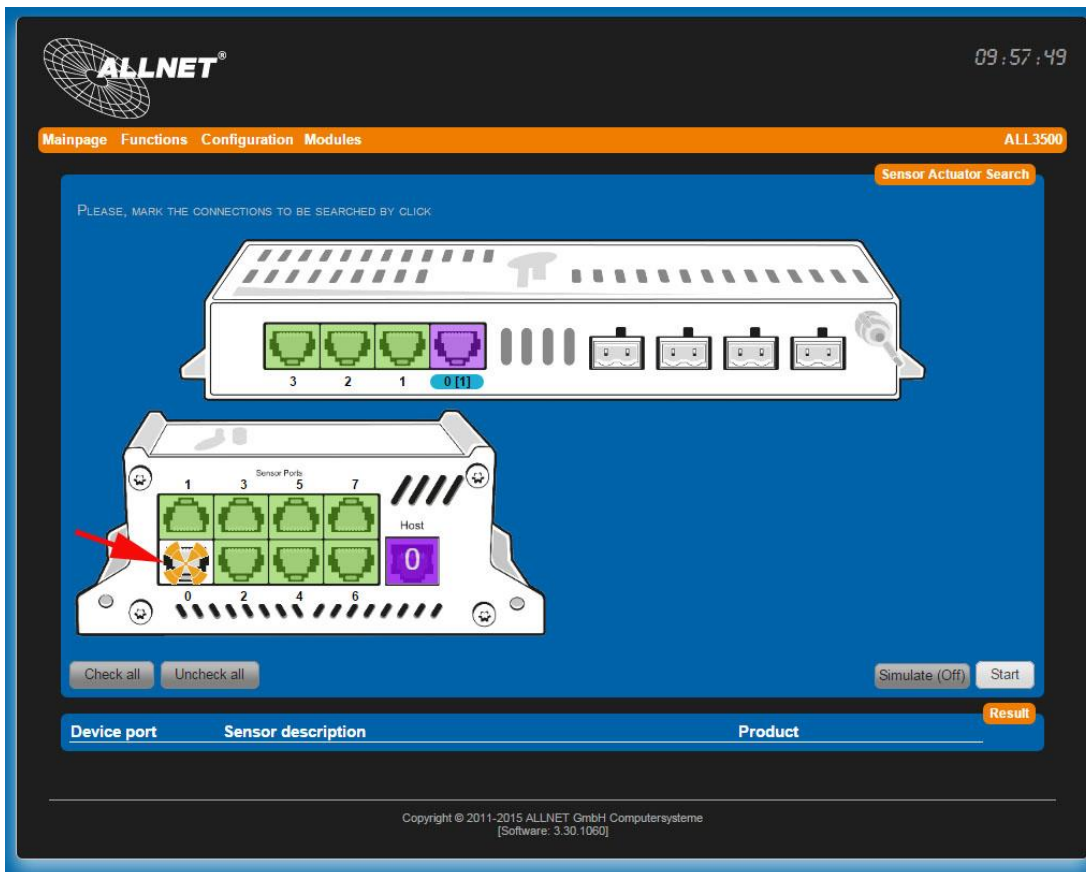 ALLNET®
09:57:49
Mainpage Functions Configuration Modules ALL3500
Sensor Actuator Search
PLEASE, MARK THE CONNECTIONS TO BE SEARCHED BY CLICK
3 2 1 0 [1]
Sensor Ports
1 3 5 7
Host
0
0 2 4 6
Check all Uncheck all Simulate (Off) Start
Result
Device port Sensor description Product
Copyright © 2011-2015 ALLNET GmbH Computersysteme
[Software: 3.30.1060]